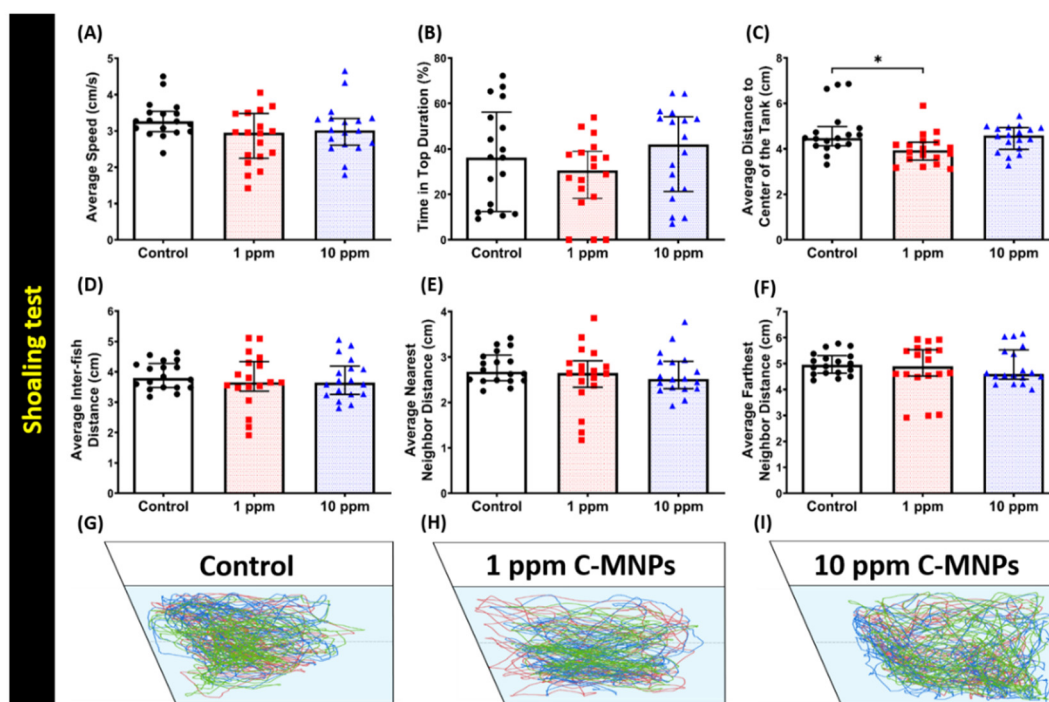 Shoaling test
(A)
Average Speed (cm/s)
5
4
3
2
1
0
Control
1 ppm
10 ppm
(B)
Time in Top Duration (%)
80
60
40
20
0
Control
1 ppm
10 ppm
(C)
Average Distance to
Center of the Tank (cm)
8
6
4
2
0
*
Control
1 ppm
10 ppm
(D)
Average Inter-fish
Distance (cm)
6
5
4
3
2
1
0
Control
1 ppm
10 ppm
(E)
Average Nearest
Neighbor Distance (cm)
4
3
2
1
0
Control
1 ppm
10 ppm
(F)
Average Farthest
Neighbor Distance (cm)
7
6
5
4
3
2
1
0
Control
1 ppm
10 ppm
(G)
Control
(H)
1 ppm C-MNPs
(I)
10 ppm C-MNPs